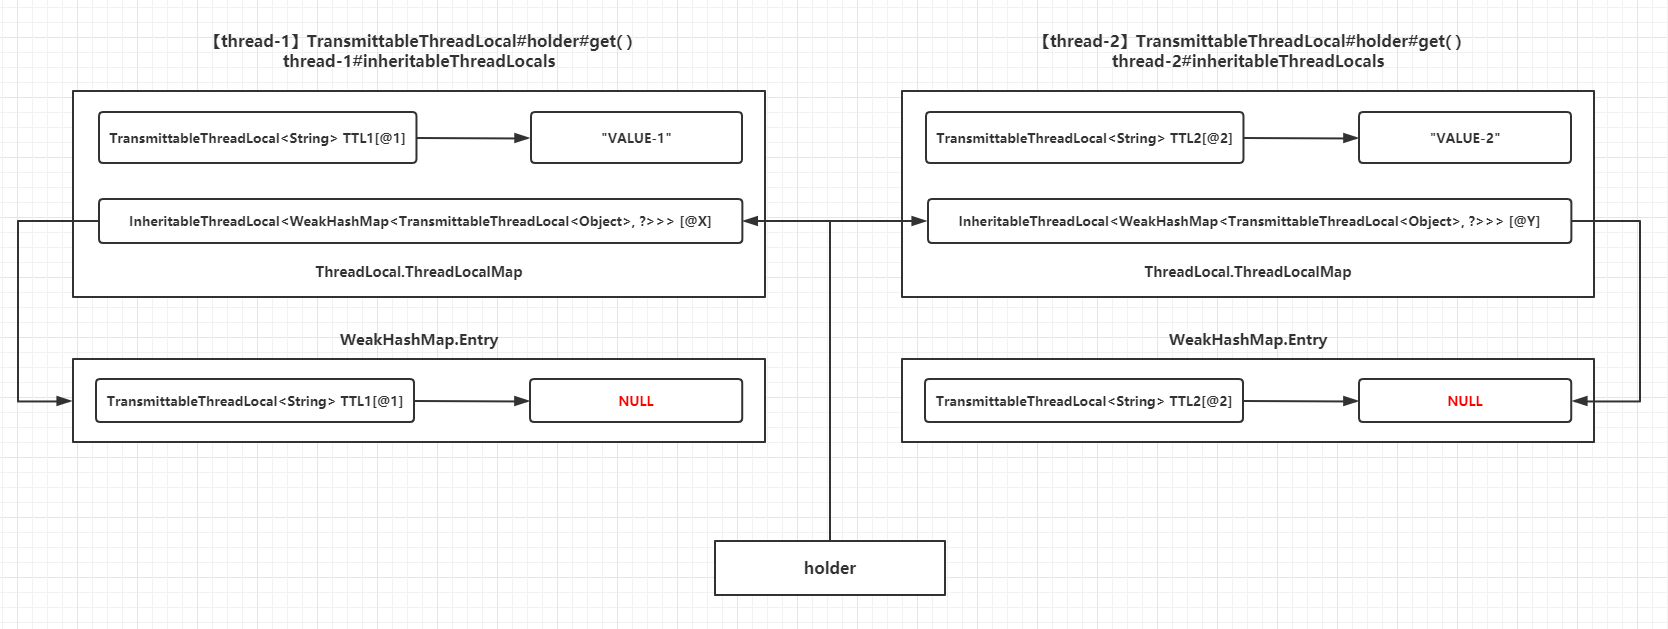 【thread-1】TransmittableThreadLocal#holder#get( )
thread-1#inheritableThreadLocals
TransmittableThreadLocal<String> TTL1[@1]
"VALUE-1"
InheritableThreadLocal<WeakHashMap<TransmittableThreadLocal<Object>, ?>>> [@X]
ThreadLocal.ThreadLocalMap
WeakHashMap.Entry
TransmittableThreadLocal<String> TTL1[@1]
NULL
【thread-2】TransmittableThreadLocal#holder#get( )
thread-2#inheritableThreadLocals
TransmittableThreadLocal<String> TTL2[@2]
"VALUE-2"
InheritableThreadLocal<WeakHashMap<TransmittableThreadLocal<Object>, ?>>> [@Y]
ThreadLocal.ThreadLocalMap
WeakHashMap.Entry
TransmittableThreadLocal<String> TTL2[@2]
NULL
holder